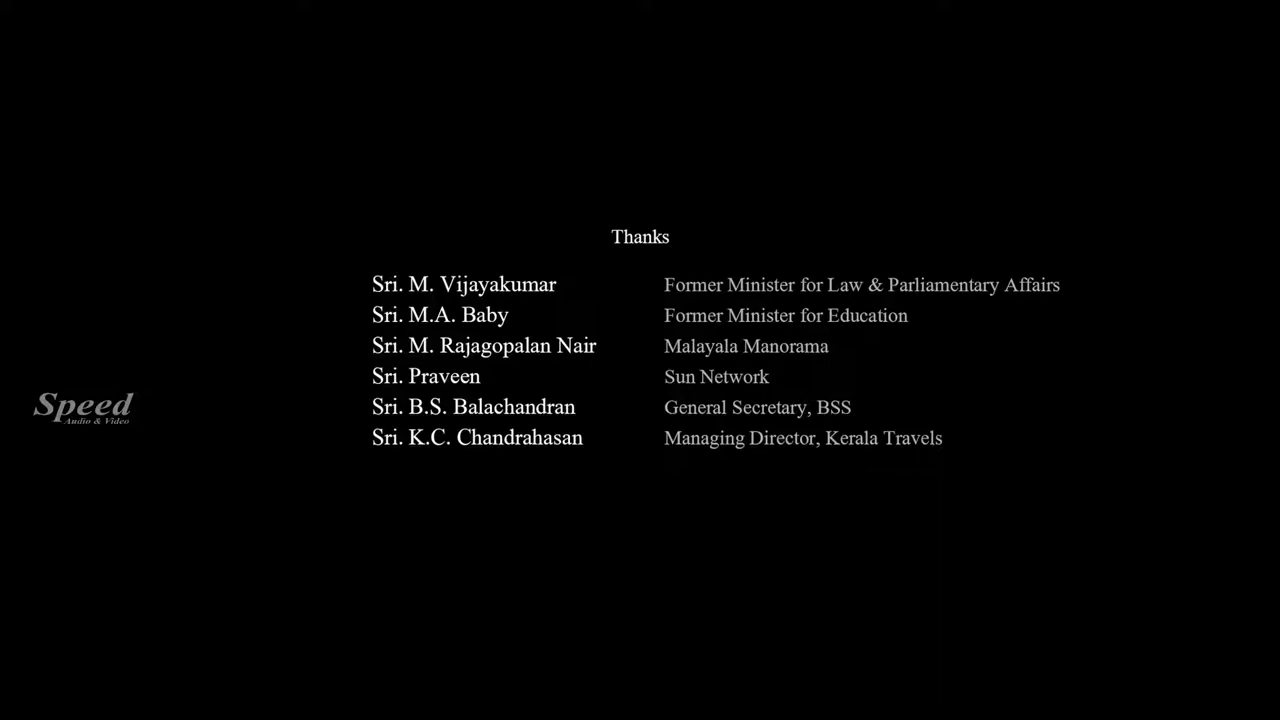 Thanks
Sri. M. Vijayakumar Former Minister for Law & Parliamentary Affairs
Sri. M.A. Baby Former Minister for Education
Sri. M. Rajagopalan Nair Malayala Manorama
Sri. Praveen Sun Network
Sri. B.S. Balachandran General Secretary, BSS
Sri. K.C. Chandrahasan Managing Director, Kerala Travels
Speed
Audio & Video